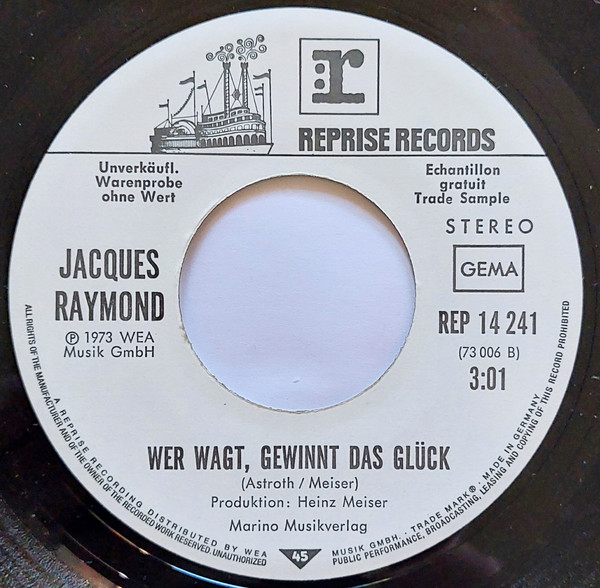 r
REPRISE RECORDS
Unverkäufl.
Warenprobe
ohne Wert
Echantillon
gratuit
Trade Sample
STEREO
GEMA
JACQUES
RAYMOND
℗ 1973 WEA
Musik GmbH
REP 14 241
(73 006 B)
3:01
WER WAGT, GEWINNT DAS GLÜCK
(Astroth / Meiser)
Produktion: Heinz Meiser
Marino Musikverlag
45
A REPRISE RECORDING DISTRIBUTED BY WEA MUSIK GMBH. · TRADE MARK ® · MADE IN GERMANY
ALL RIGHTS OF THE MANUFACTURER AND OF THE OWNER OF THE RECORDED WORK RESERVED. UNAUTHORIZED PUBLIC PERFORMANCE, BROADCASTING, LEASING AND COPYING OF THIS RECORD PROHIBITED